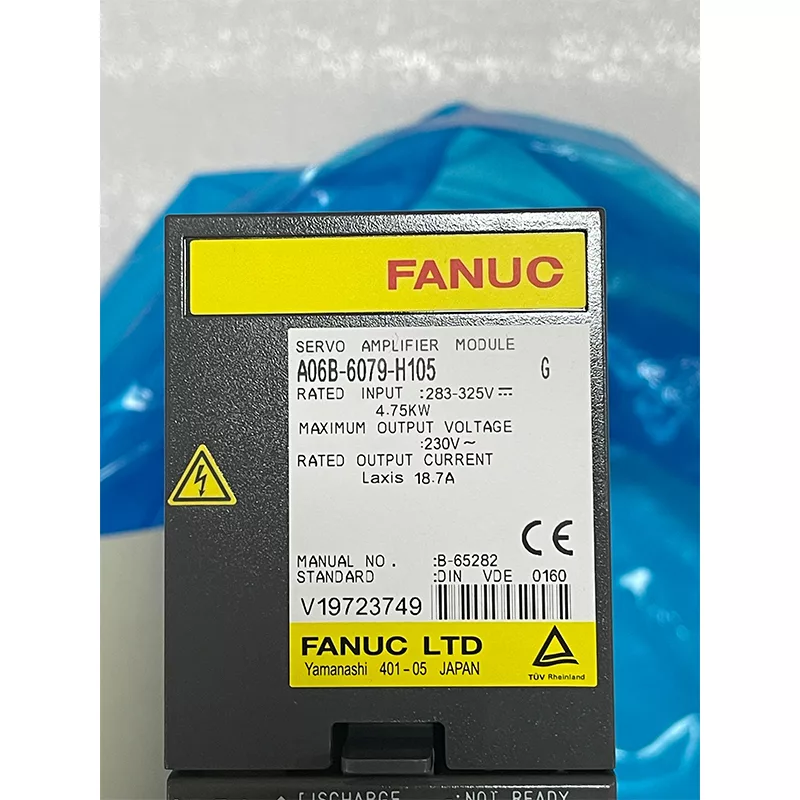 FANUC
SERVO AMPLIFIER MODULE
A06B-6079-H105 G
RATED INPUT :283-325V⎓
4.75KW
MAXIMUM OUTPUT VOLTAGE
:230V~
RATED OUTPUT CURRENT
Laxis 18.7A
CE
MANUAL NO. :B-65282
STANDARD :DIN VDE 0160
V19723749
FANUC LTD
Yamanashi 401-05 JAPAN
TÜV Rheinland
:NOT READY